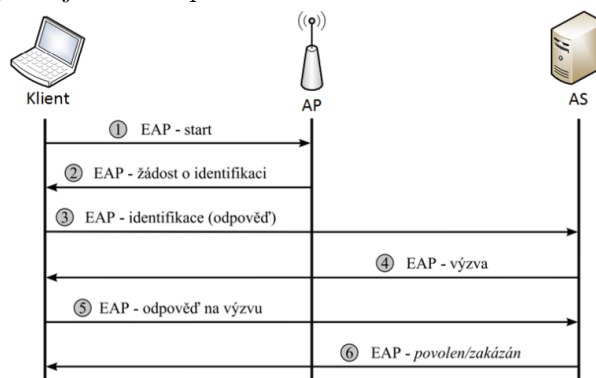 Klient
AP
AS
1 EAP - start
2 EAP - žádost o identifikaci
3 EAP - identifikace (odpověď)
4 EAP - výzva
5 EAP - odpověď na výzvu
6 EAP - povolen/zakázán